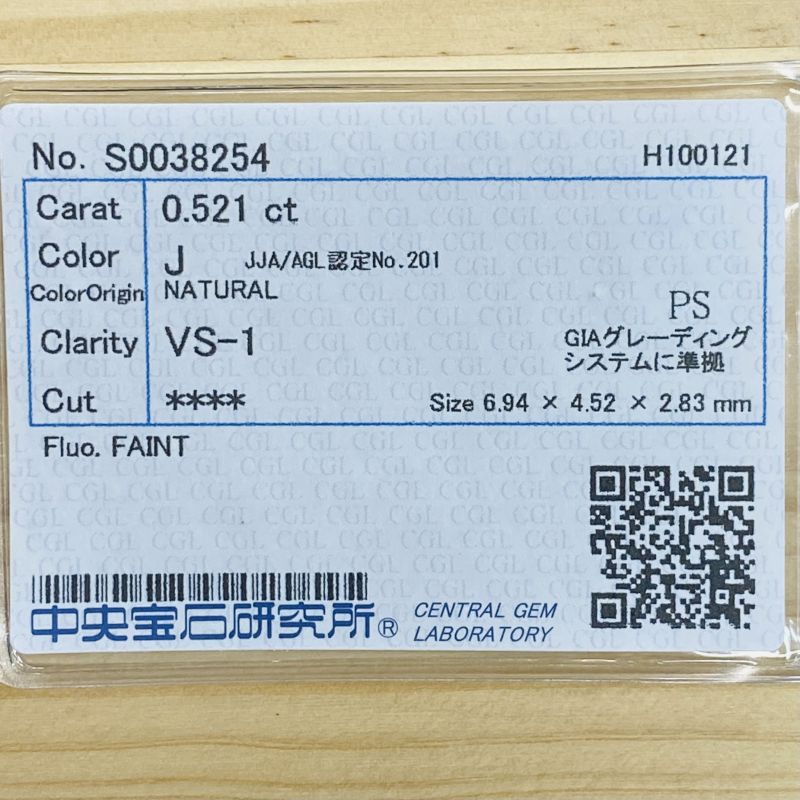 No. S0038254 H100121
Carat 0.521 ct
Color J JJA/AGL認定No.201
ColorOrigin NATURAL
PS
Clarity VS-1 GIAグレーディング
システムに準拠
Cut **** Size 6.94 × 4.52 × 2.83 mm
Fluo. FAINT
中央宝石研究所® CENTRAL GEM
LABORATORY